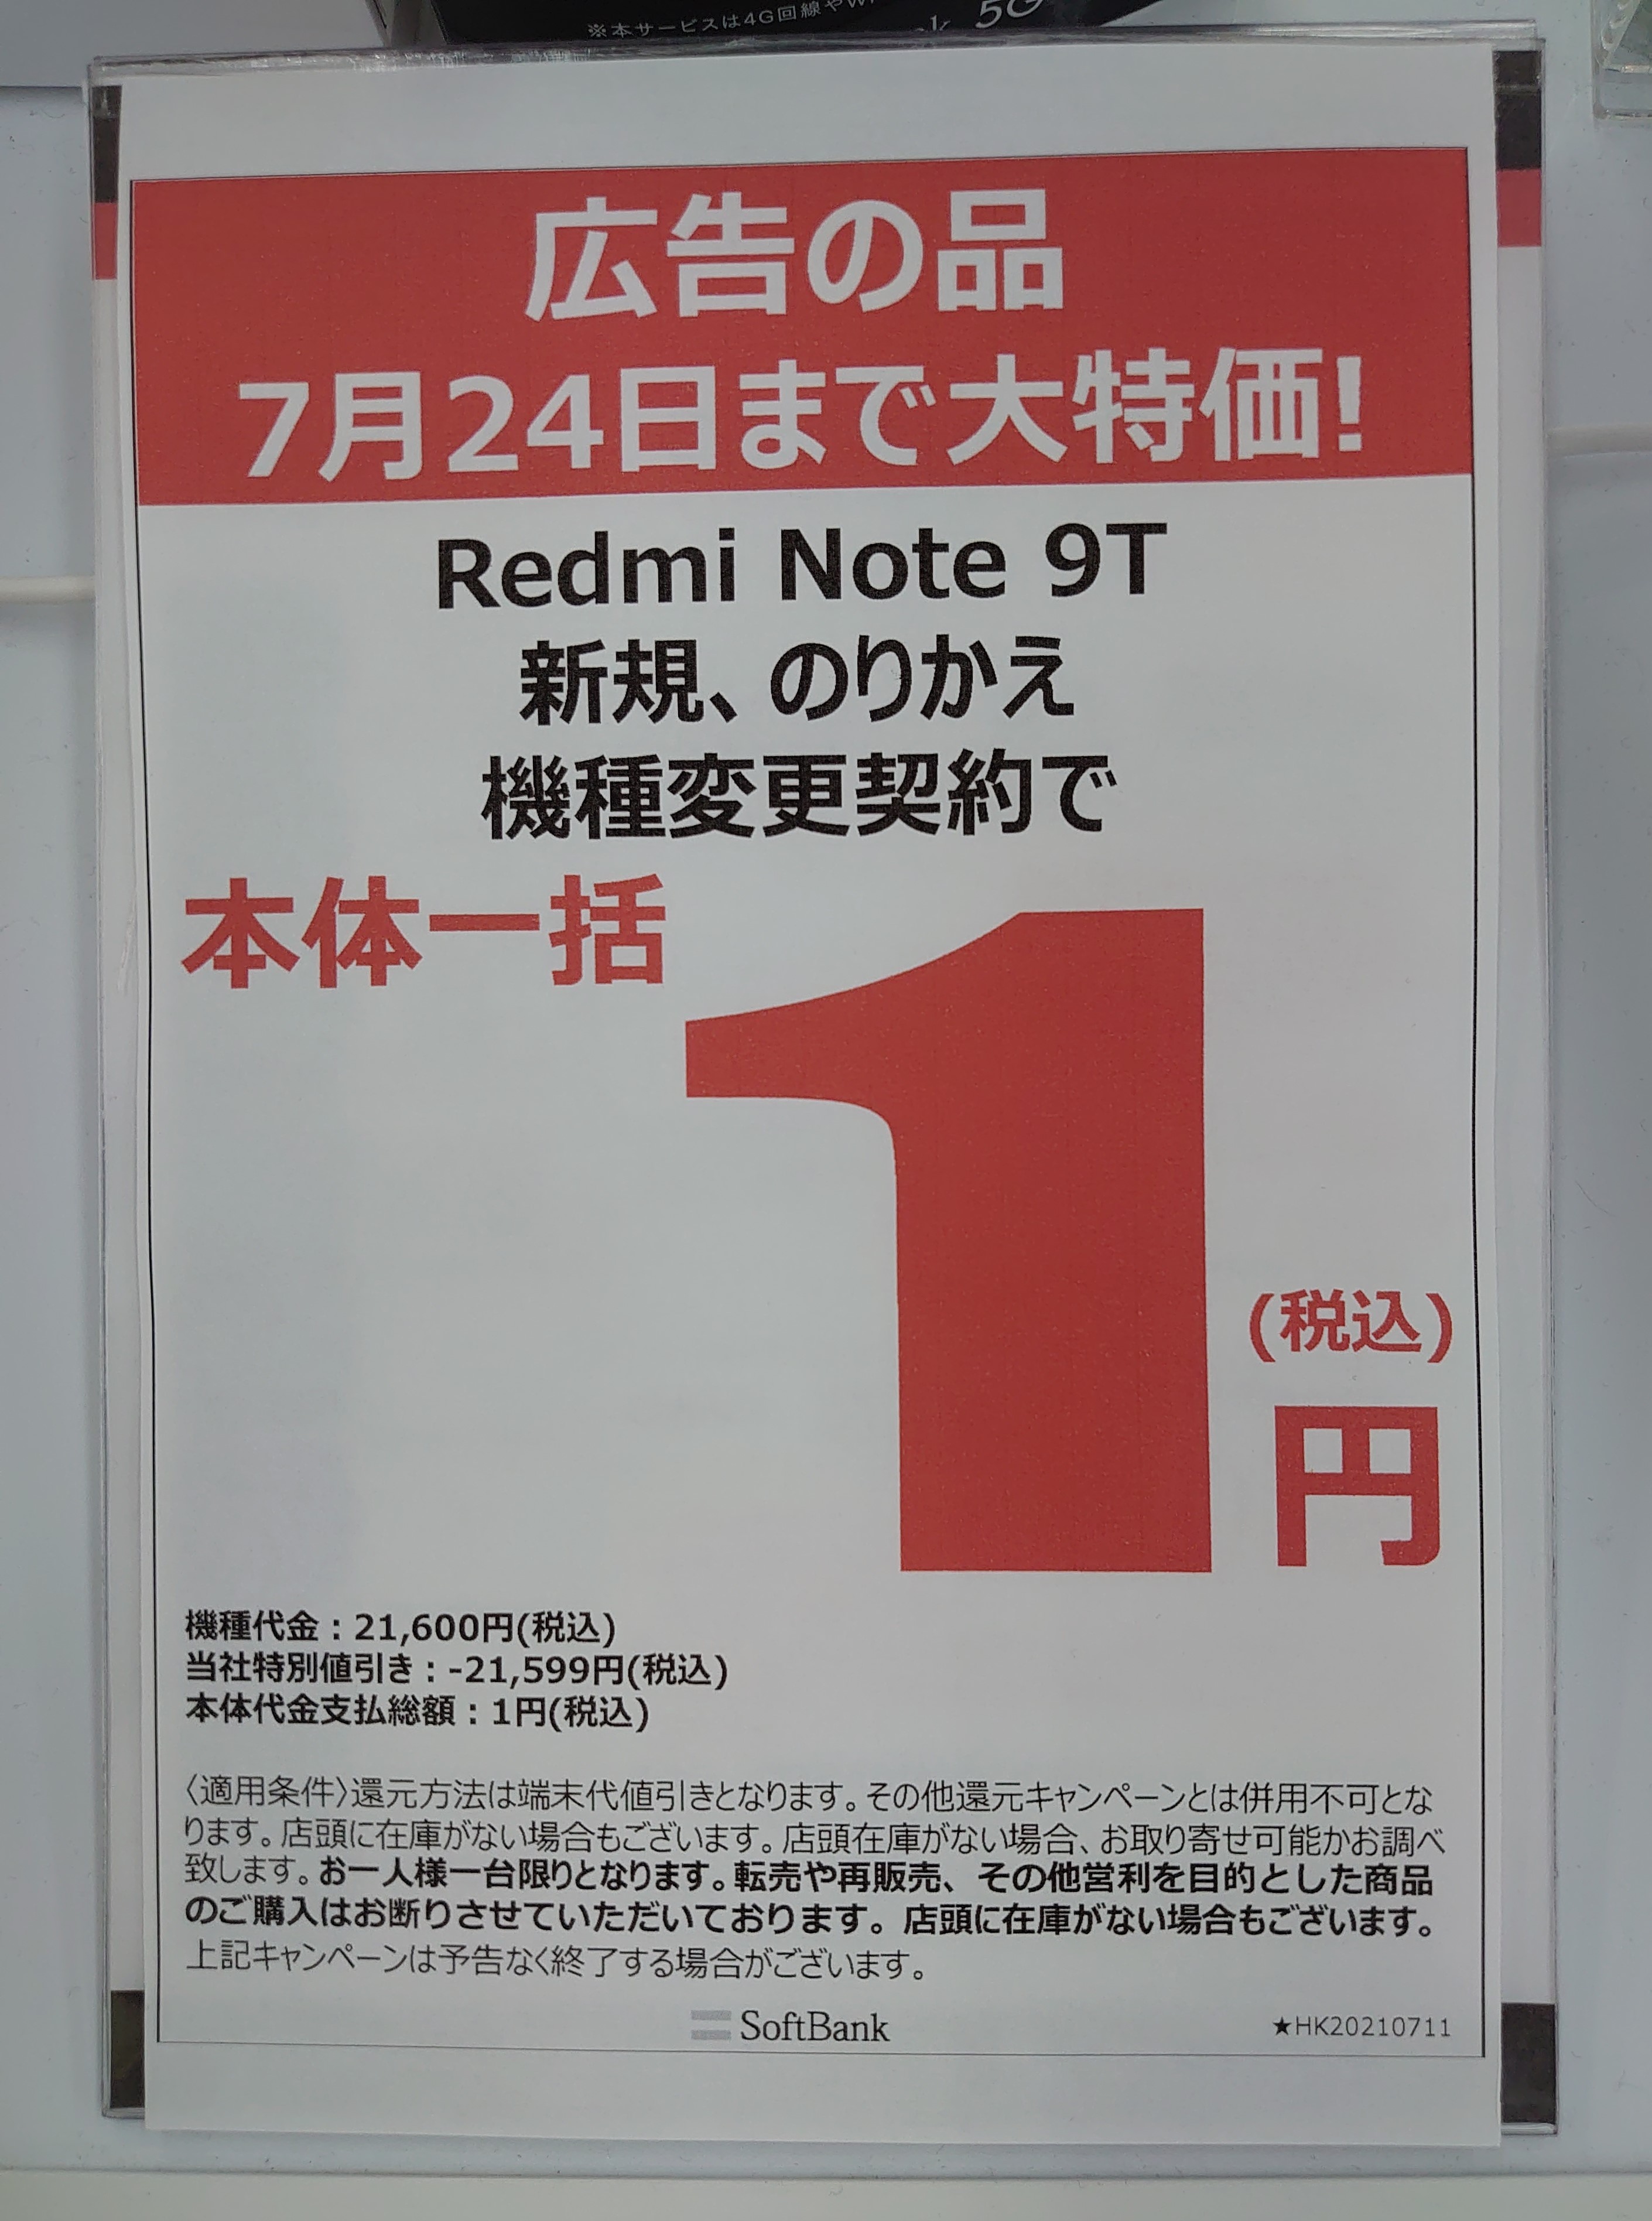 ※本サービスは4G回線や
5G
広告の品
7月24日まで大特価!
Redmi Note 9T
新規、のりかえ
機種変更契約で
本体一括
1
(税込)
円
機種代金：21,600円(税込)
当社特別値引き：-21,599円(税込)
本体代金支払総額：1円(税込)
〈適用条件〉還元方法は端末代値引きとなります。その他還元キャンペーンとは併用不可とな
ります。店頭に在庫がない場合もございます。店頭在庫がない場合、お取り寄せ可能かお調べ
致します。お一人様一台限りとなります。転売や再販売、その他営利を目的とした商品
のご購入はお断りさせていただいております。店頭に在庫がない場合もございます。
上記キャンペーンは予告なく終了する場合がございます。
SoftBank
★HK20210711